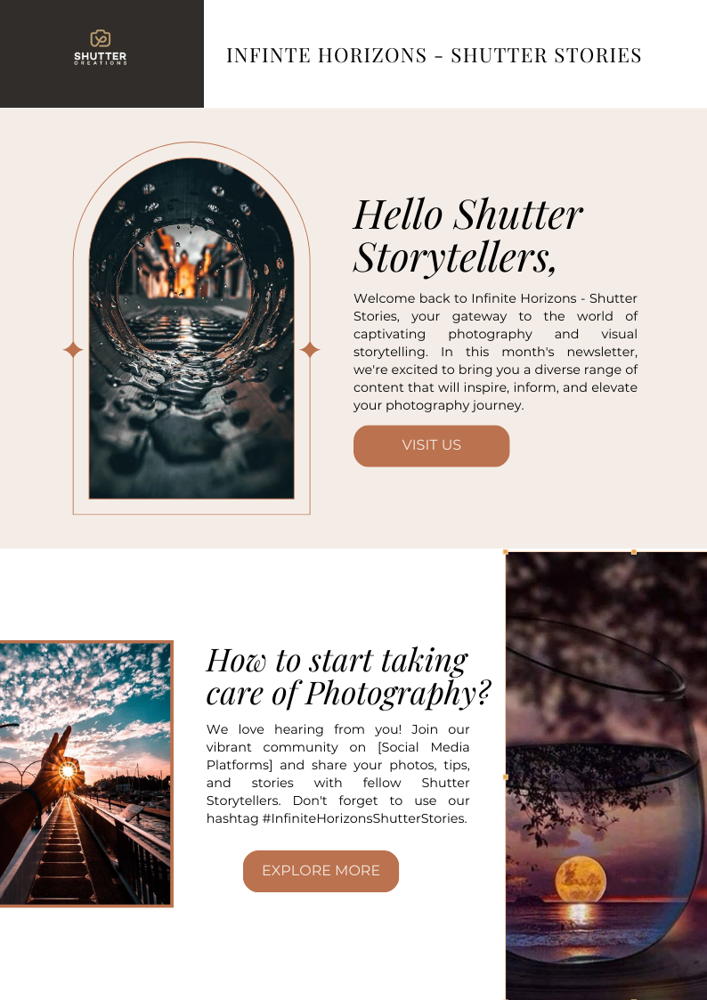 SHUTTER
CREATIONS
INFINTE HORIZONS - SHUTTER STORIES
Hello Shutter
Storytellers,
Welcome back to Infinite Horizons - Shutter
Stories, your gateway to the world of
captivating photography and visual
storytelling. In this month's newsletter,
we're excited to bring you a diverse range of
content that will inspire, inform, and elevate
your photography journey.
VISIT US
How to start taking
care of Photography?
We love hearing from you! Join our
vibrant community on [Social Media
Platforms] and share your photos, tips,
and stories with fellow Shutter
Storytellers. Don't forget to use our
hashtag #InfiniteHorizonsShutterStories.
EXPLORE MORE